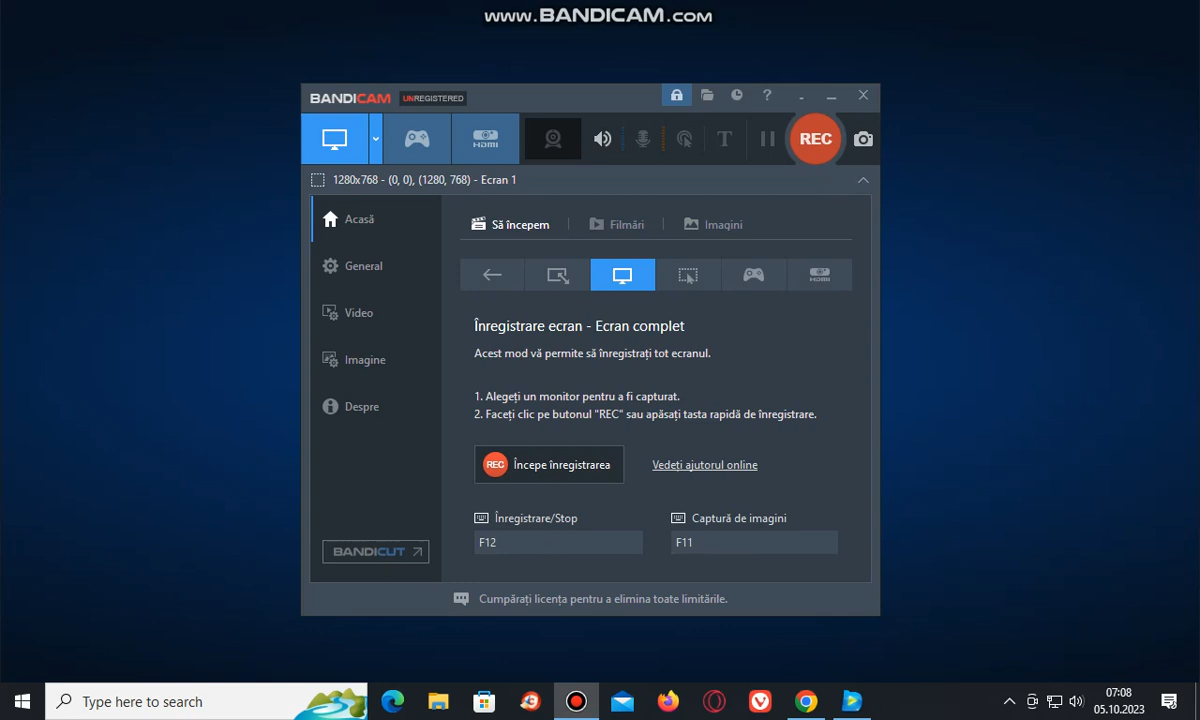 www.BANDICAM.com
BANDICAM UNREGISTERED
?
HDMI
T
REC
1280x768 - (0, 0), (1280, 768) - Ecran 1
Acasă
General
Video
Imagine
Despre
BANDICUT
Să începem
Filmări
Imagini
HDMI
Înregistrare ecran - Ecran complet
Acest mod vă permite să înregistrați tot ecranul.
1. Alegeți un monitor pentru a fi capturat.
2. Faceți clic pe butonul "REC" sau apăsați tasta rapidă de înregistrare.
REC Începe înregistrarea
Vedeți ajutorul online
Înregistrare/Stop
F12
Captură de imagini
F11
Cumpărați licența pentru a elimina toate limitările.
Type here to search
07:08
05.10.2023